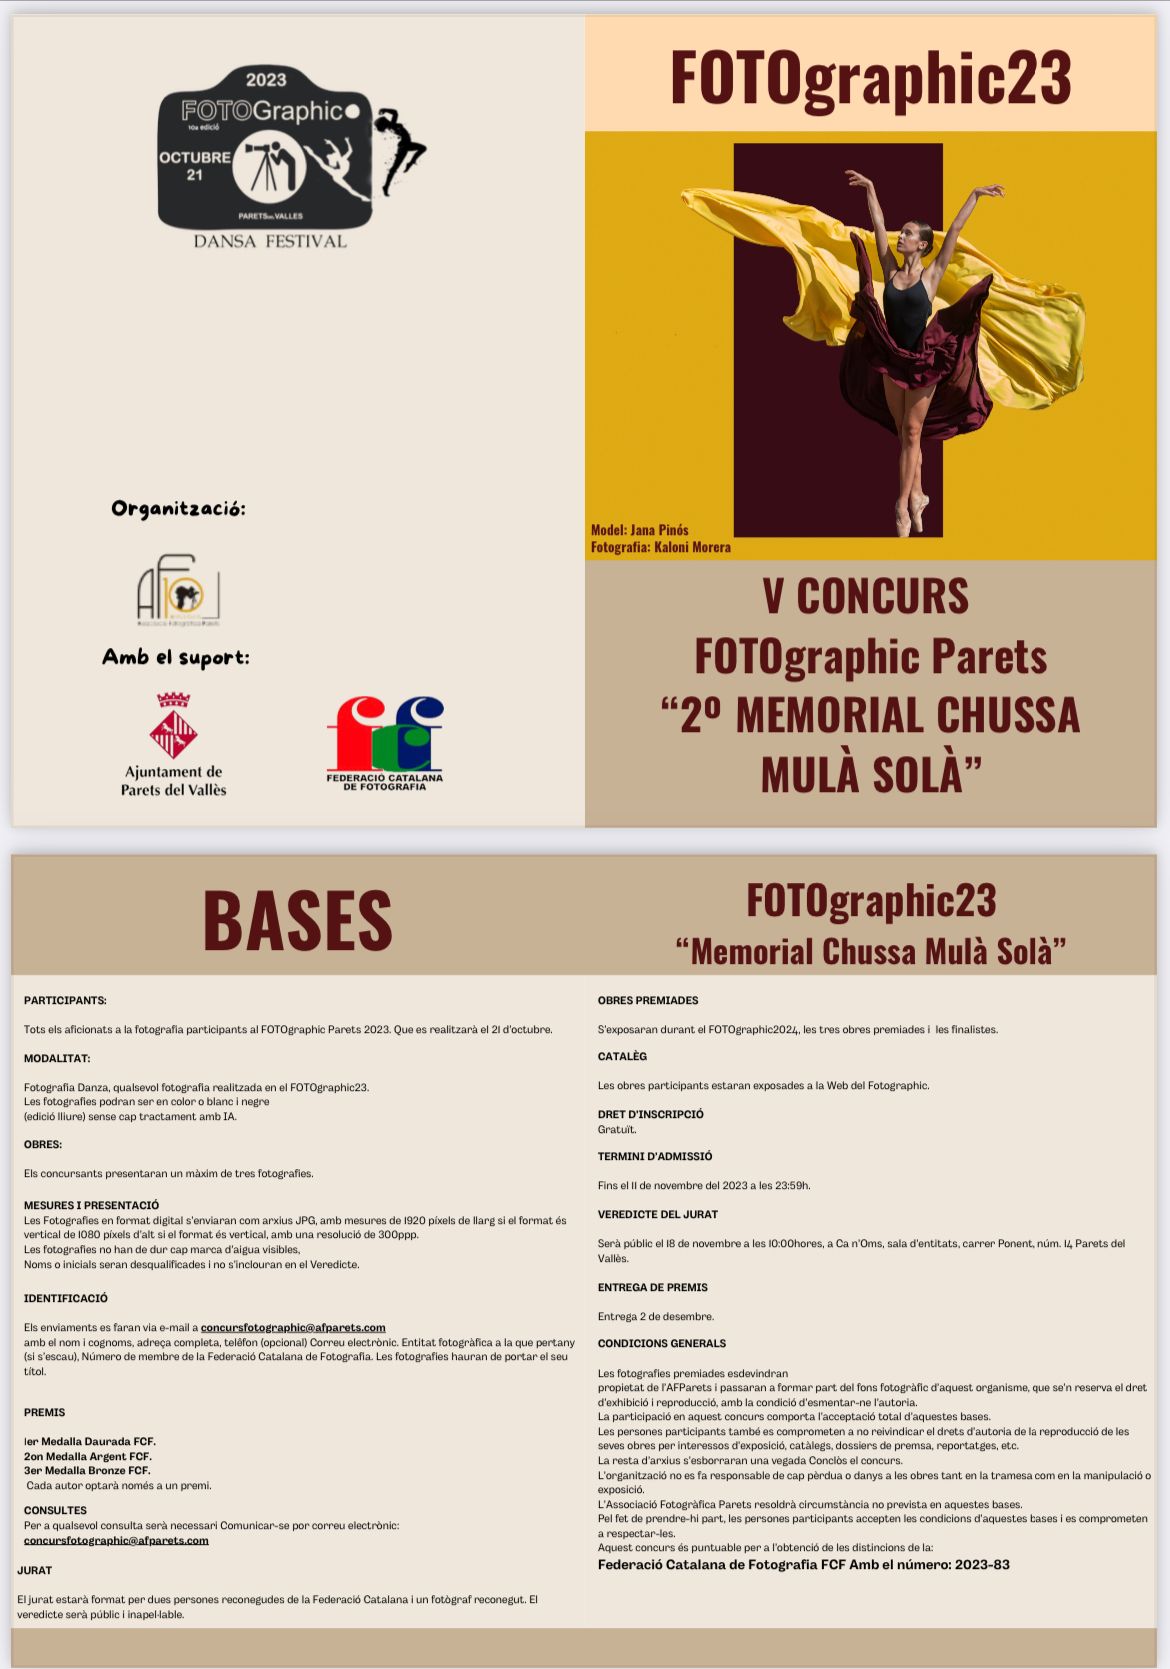 2023
FOTOGraphic
10a edició
OCTUBRE
21
PARETS DEL VALLES
DANSA FESTIVAL
Organització:
AF
Amb el suport:
Ajuntament de
Parets del Vallès
fcf
FEDERACIÓ CATALANA
DE FOTOGRAFIA
FOTOgraphic23
Model: Jana Pinós
Fotografia: Kaloni Morera
V CONCURS
FOTOgraphic Parets
“2º MEMORIAL CHUSSA
MULÀ SOLÀ”
BASES
PARTICIPANTS:
Tots els aficionats a la fotografia participants al FOTOgraphic Parets 2023. Que es realitzarà el 21 d'octubre.
MODALITAT:
Fotografia Danza, qualsevol fotografia realitzada en el FOTOgraphic23.
Les fotografies podran ser en color o blanc i negre
(edició lliure) sense cap tractament amb IA.
OBRES:
Els concursants presentaran un màxim de tres fotografies.
MESURES I PRESENTACIÓ
Les Fotografies en format digital s'enviaran com arxius JPG, amb mesures de 1920 píxels de llarg si el format és
vertical de 1080 píxels d'alt si el format és vertical, amb una resolució de 300ppp.
Les fotografies no han de dur cap marca d'aigua visibles,
Noms o inicials seran desqualificades i no s'inclouran en el Veredicte.
IDENTIFICACIÓ
Els enviaments es faran via e-mail a concursfotographic@afparets.com
amb el nom i cognoms, adreça completa, telèfon (opcional) Correu electrònic. Entitat fotogràfica a la que pertany
(si s'escau), Número de membre de la Federació Catalana de Fotografia. Les fotografies hauran de portar el seu
títol.
PREMIS
1er Medalla Daurada FCF.
2on Medalla Argent FCF.
3er Medalla Bronze FCF.
Cada autor optarà només a un premi.
CONSULTES
Per a qualsevol consulta serà necessari Comunicar-se por correu electrònic:
concursfotographic@afparets.com
JURAT
El jurat estarà format per dues persones reconegudes de la Federació Catalana i un fotògraf reconegut. El
veredicte serà públic i inapel·lable.
FOTOgraphic23
“Memorial Chussa Mulà Solà”
OBRES PREMIADES
S'exposaran durant el FOTOgraphic2024, les tres obres premiades i les finalistes.
CATALÈG
Les obres participants estaran exposades a la Web del Fotographic.
DRET D'INSCRIPCIÓ
Gratuït.
TERMINI D'ADMISSIÓ
Fins el 11 de novembre del 2023 a les 23:59h.
VEREDICTE DEL JURAT
Serà públic el 18 de novembre a les 10:00hores, a Ca n'Oms, sala d'entitats, carrer Ponent, núm. 14 Parets del
Vallès.
ENTREGA DE PREMIS
Entrega 2 de desembre.
CONDICIONS GENERALS
Les fotografies premiades esdevindran
propietat de l'AFParets i passaran a formar part del fons fotogràfic d'aquest organisme, que se'n reserva el dret
d'exhibició i reproducció, amb la condició d'esmentar-ne l'autoria.
La participació en aquest concurs comporta l'acceptació total d'aquestes bases.
Les persones participants també es comprometen a no reivindicar el drets d'autoria de la reproducció de les
seves obres per interessos d'exposició, catàlegs, dossiers de premsa, reportatges, etc.
La resta d'arxius s'esborraran una vegada Conclòs el concurs.
L'organització no es fa responsable de cap pèrdua o danys a les obres tant en la tramesa com en la manipulació o
exposició.
L'Associació Fotogràfica Parets resoldrà circumstància no prevista en aquestes bases.
Pel fet de prendre-hi part, les persones participants accepten les condicions d'aquestes bases i es comprometen
a respectar-les.
Aquest concurs és puntuable per a l'obtenció de les distincions de la:
Federació Catalana de Fotografia FCF Amb el número: 2023-83